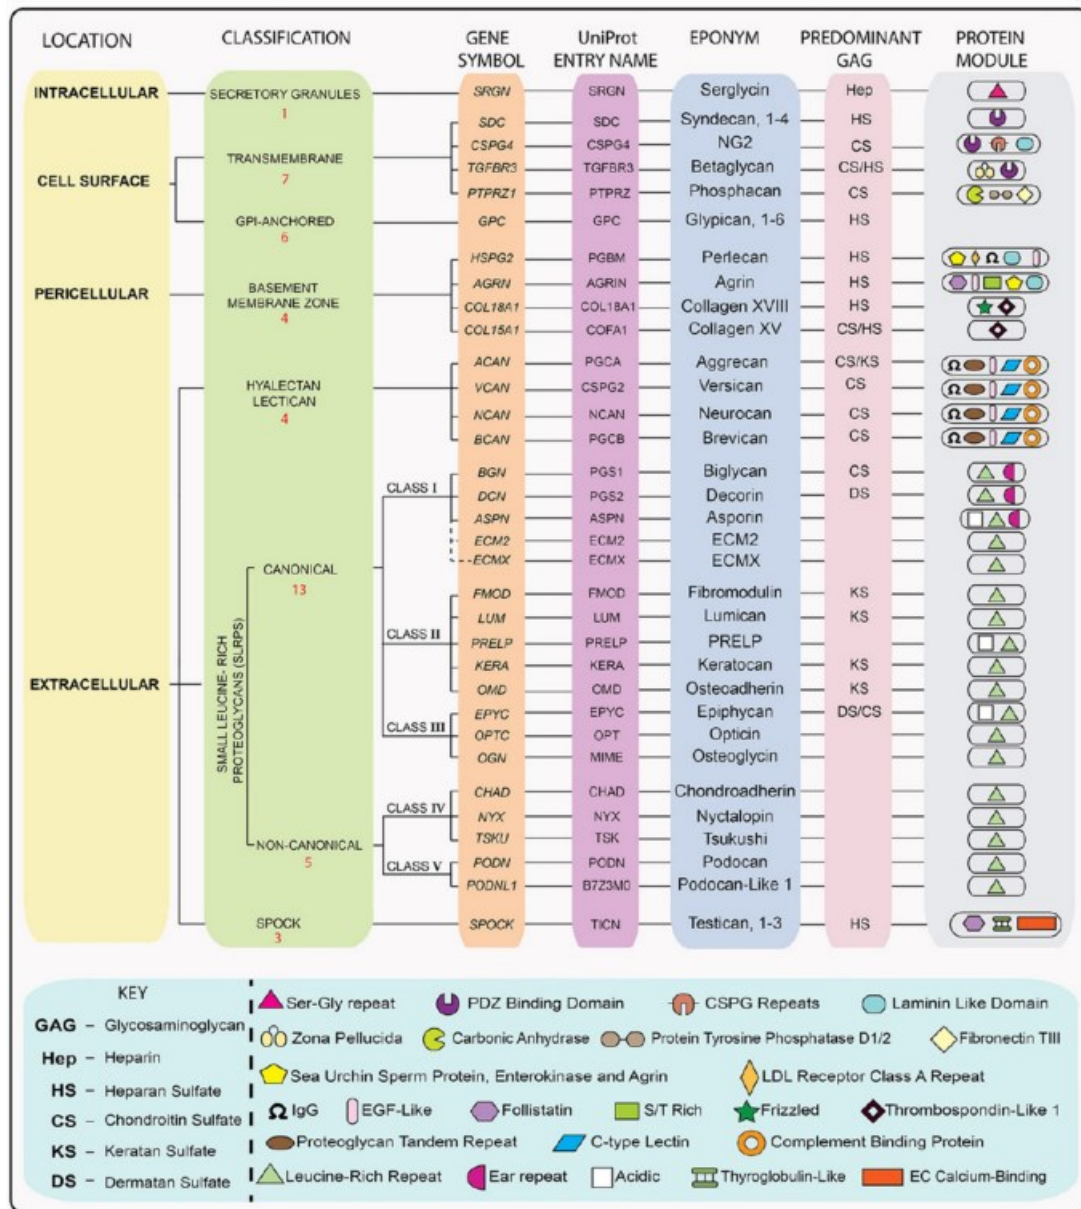 LOCATION CLASSIFICATION GENE SYMBOL UniProt ENTRY NAME EPONYM PREDOMINANT GAG PROTEIN MODULE
INTRACELLULAR SECRETORY GRANULES SRGN SRGN Serglycin Hep
1
SDC SDC Syndecan, 1-4 HS
CSPG4 CSPG4 NG2 CS
TRANSMEMBRANE TGFBR3 TGFBR3 Betaglycan CS/HS
7
CELL SURFACE
PTPRZ1 PTPRZ Phosphacan CS
GPI-ANCHORED GPC GPC Glypican, 1-6 HS
6
HSPG2 PGBM Perlecan HS
AGRN AGRIN Agrin HS
PERICELLULAR BASEMENT MEMBRANE ZONE
4
COL18A1 COL18A1 Collagen XVIII HS
COL15A1 COFA1 Collagen XV CS/HS
ACAN PGCA Aggrecan CS/KS
HYALECTAN LECTICAN
4
VCAN CSPG2 Versican CS
NCAN NCAN Neurocan CS
BCAN PGCB Brevican CS
EXTRACELLULAR
SMALL LEUCINE- RICH
PROTEOGLYCANS (SLRPS)
CANONICAL
13
CLASS I
BGN PGS1 Biglycan CS
DCN PGS2 Decorin DS
ASPN ASPN Asporin
ECM2 ECM2 ECM2
ECMX ECMX ECMX
CLASS II
FMOD FMOD Fibromodulin KS
LUM LUM Lumican KS
PRELP PRELP PRELP
KERA KERA Keratocan KS
OMD OMD Osteoadherin KS
CLASS III
EPYC EPYC Epiphycan DS/CS
OPTC OPT Opticin
OGN MIME Osteoglycin
NON-CANONICAL
5
CLASS IV
CHAD CHAD Chondroadherin
NYX NYX Nyctalopin
TSKU TSK Tsukushi
CLASS V
PODN PODN Podocan
PODNL1 B7Z3M0 Podocan-Like 1
SPOCK SPOCK TICN Testican, 1-3 HS
3
KEY
GAG – Glycosaminoglycan
Hep – Heparin
HS – Heparan Sulfate
CS – Chondroitin Sulfate
KS – Keratan Sulfate
DS – Dermatan Sulfate
Ser-Gly repeat PDZ Binding Domain CSPG Repeats Laminin Like Domain
Zona Pellucida Carbonic Anhydrase Protein Tyrosine Phosphatase D1/2 Fibronectin TIII
Sea Urchin Sperm Protein, Enterokinase and Agrin LDL Receptor Class A Repeat
Ω IgG EGF-Like Follistatin S/T Rich Frizzled Thrombospondin-Like 1
Proteoglycan Tandem Repeat C-type Lectin Complement Binding Protein
Leucine-Rich Repeat Ear repeat Acidic Thyroglobulin-Like EC Calcium-Binding